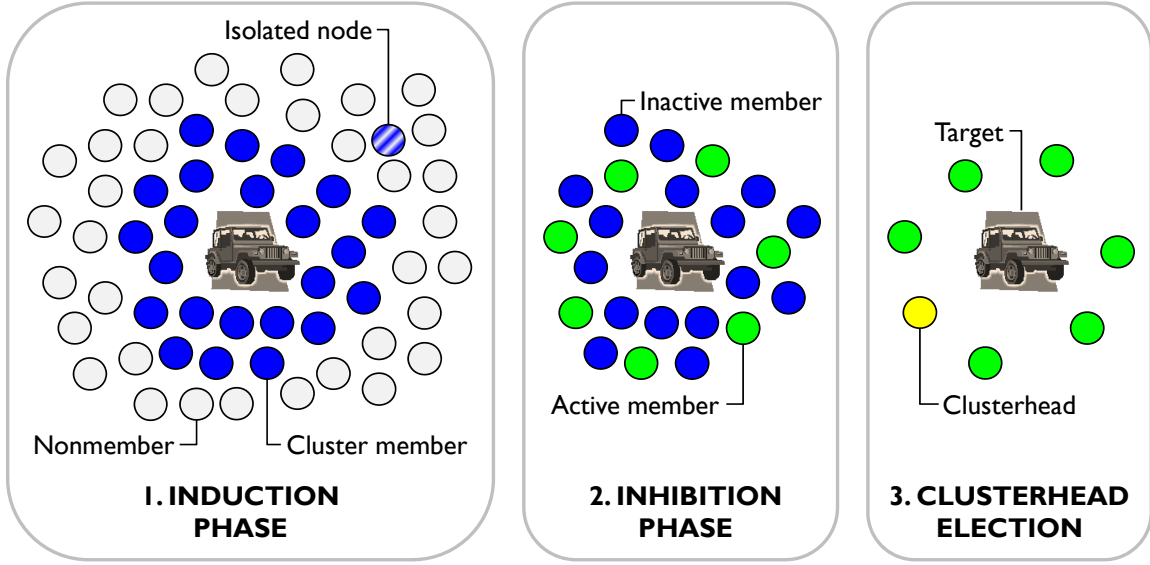 Isolated node
Nonmember
Cluster member
1. INDUCTION
PHASE
Inactive member
Active member
2. INHIBITION
PHASE
Target
Clusterhead
3. CLUSTERHEAD
ELECTION